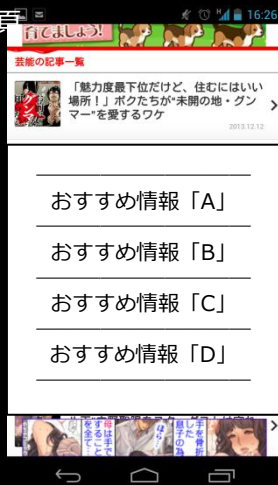 16:26
育てましょう!
芸能の記事一覧
「魅力度最下位だけど、住むにはいい
場所!」ボクたちが“未開の地・グン
マー”を愛するワケ
2013.12.12
おすすめ情報「A」
おすすめ情報「B」
おすすめ情報「C」
おすすめ情報「D」